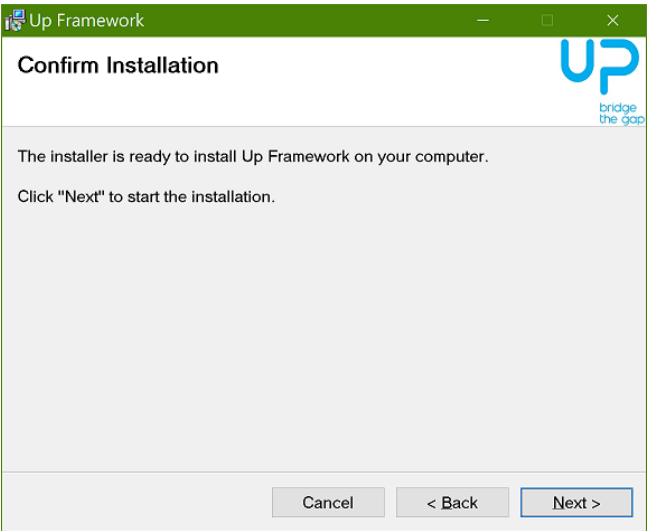 Up Framework
Confirm Installation
UP
bridge
the gap
The installer is ready to install Up Framework on your computer.
Click "Next" to start the installation.
Cancel
< Back
Next >